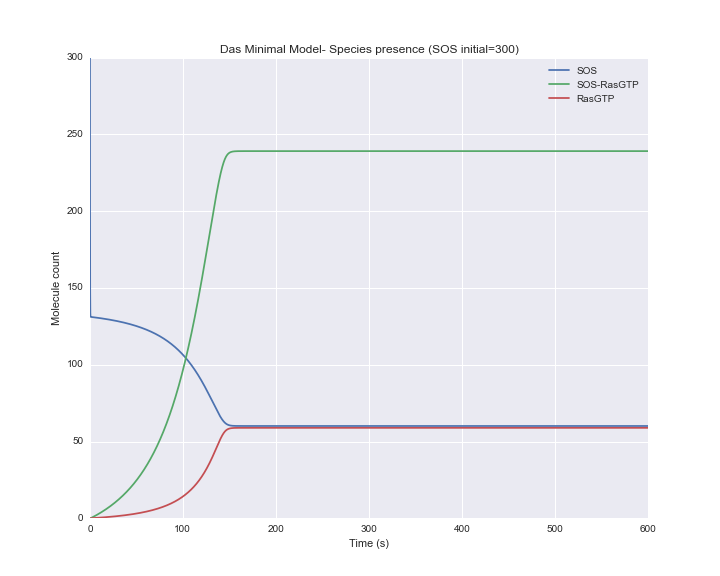 Das Minimal Model- Species presence (SOS initial=300)
300
250
200
150
100
50
0
Molecule count
SOS
SOS-RasGTP
RasGTP
0 100 200 300 400 500 600
Time (s)